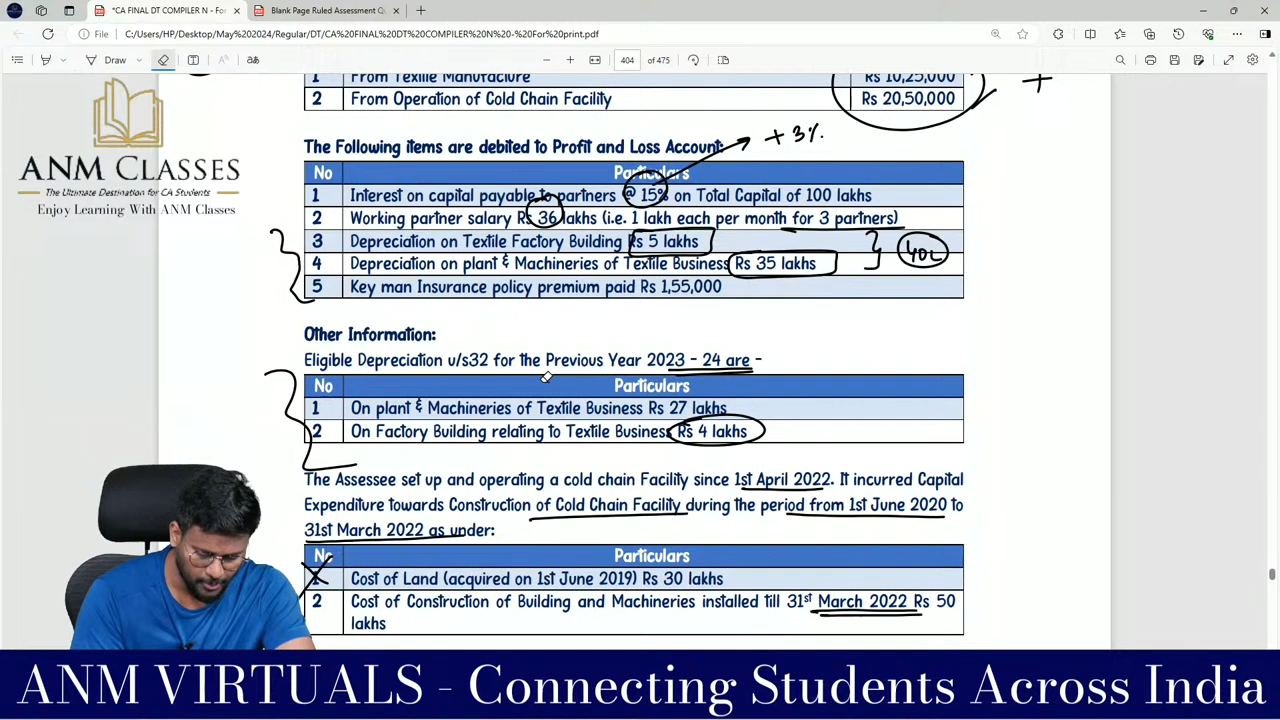 *CA FINAL DT COMPILER N - For
Blank Page Ruled Assessment Q
File
C:/Users/HP/Desktop/May%202024/Regular/DT/CA%20FINAL%20DT%20COMPILER%20N%20-%20For%20print.pdf
Draw
404 of 475
1 From Textile Manufacture Rs 10,25,000
2 From Operation of Cold Chain Facility Rs 20,50,000
+
ANM CLASSES
The Ultimate Destination for CA Students
Enjoy Learning With ANM Classes
The Following items are debited to Profit and Loss Account:
+ 3%
No Particulars
1 Interest on capital payable to partners @ 15% on Total Capital of 100 lakhs
2 Working partner salary Rs 36 lakhs (i.e. 1 lakh each per month for 3 partners)
3 Depreciation on Textile Factory Building Rs 5 lakhs
40L
4 Depreciation on plant & Machineries of Textile Business Rs 35 lakhs
5 Key man Insurance policy premium paid Rs 1,55,000
Other Information:
Eligible Depreciation u/s32 for the Previous Year 2023 - 24 are -
No Particulars
1 On plant & Machineries of Textile Business Rs 27 lakhs
2 On Factory Building relating to Textile Business Rs 4 lakhs
The Assessee set up and operating a cold chain Facility since 1st April 2022. It incurred Capital
Expenditure towards Construction of Cold Chain Facility during the period from 1st June 2020 to
31st March 2022 as under:
No Particulars
1 Cost of Land (acquired on 1st June 2019) Rs 30 lakhs
2 Cost of Construction of Building and Machineries installed till 31st March 2022 Rs 50
lakhs
ANM VIRTUALS - Connecting Students Across India